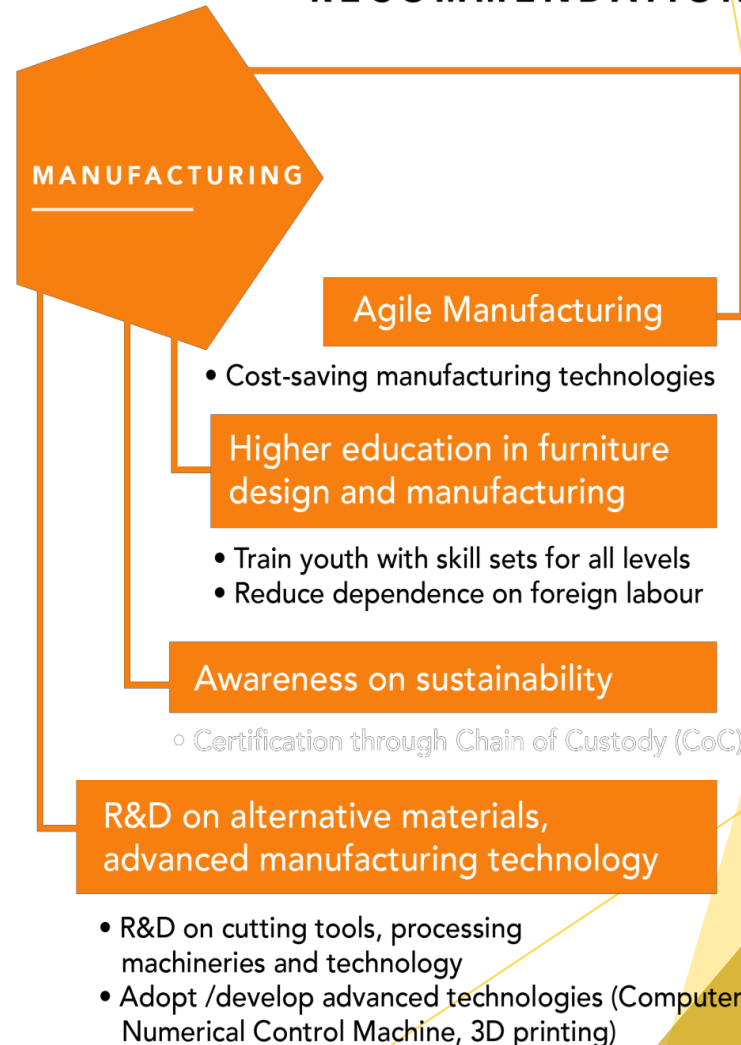 MANUFACTURING
Agile Manufacturing
• Cost-saving manufacturing technologies
Higher education in furniture
design and manufacturing
• Train youth with skill sets for all levels
• Reduce dependence on foreign labour
Awareness on sustainability
• Certification through Chain of Custody (CoC)
R&D on alternative materials,
advanced manufacturing technology
• R&D on cutting tools, processing
machineries and technology
• Adopt /develop advanced technologies (Computer
Numerical Control Machine, 3D printing)